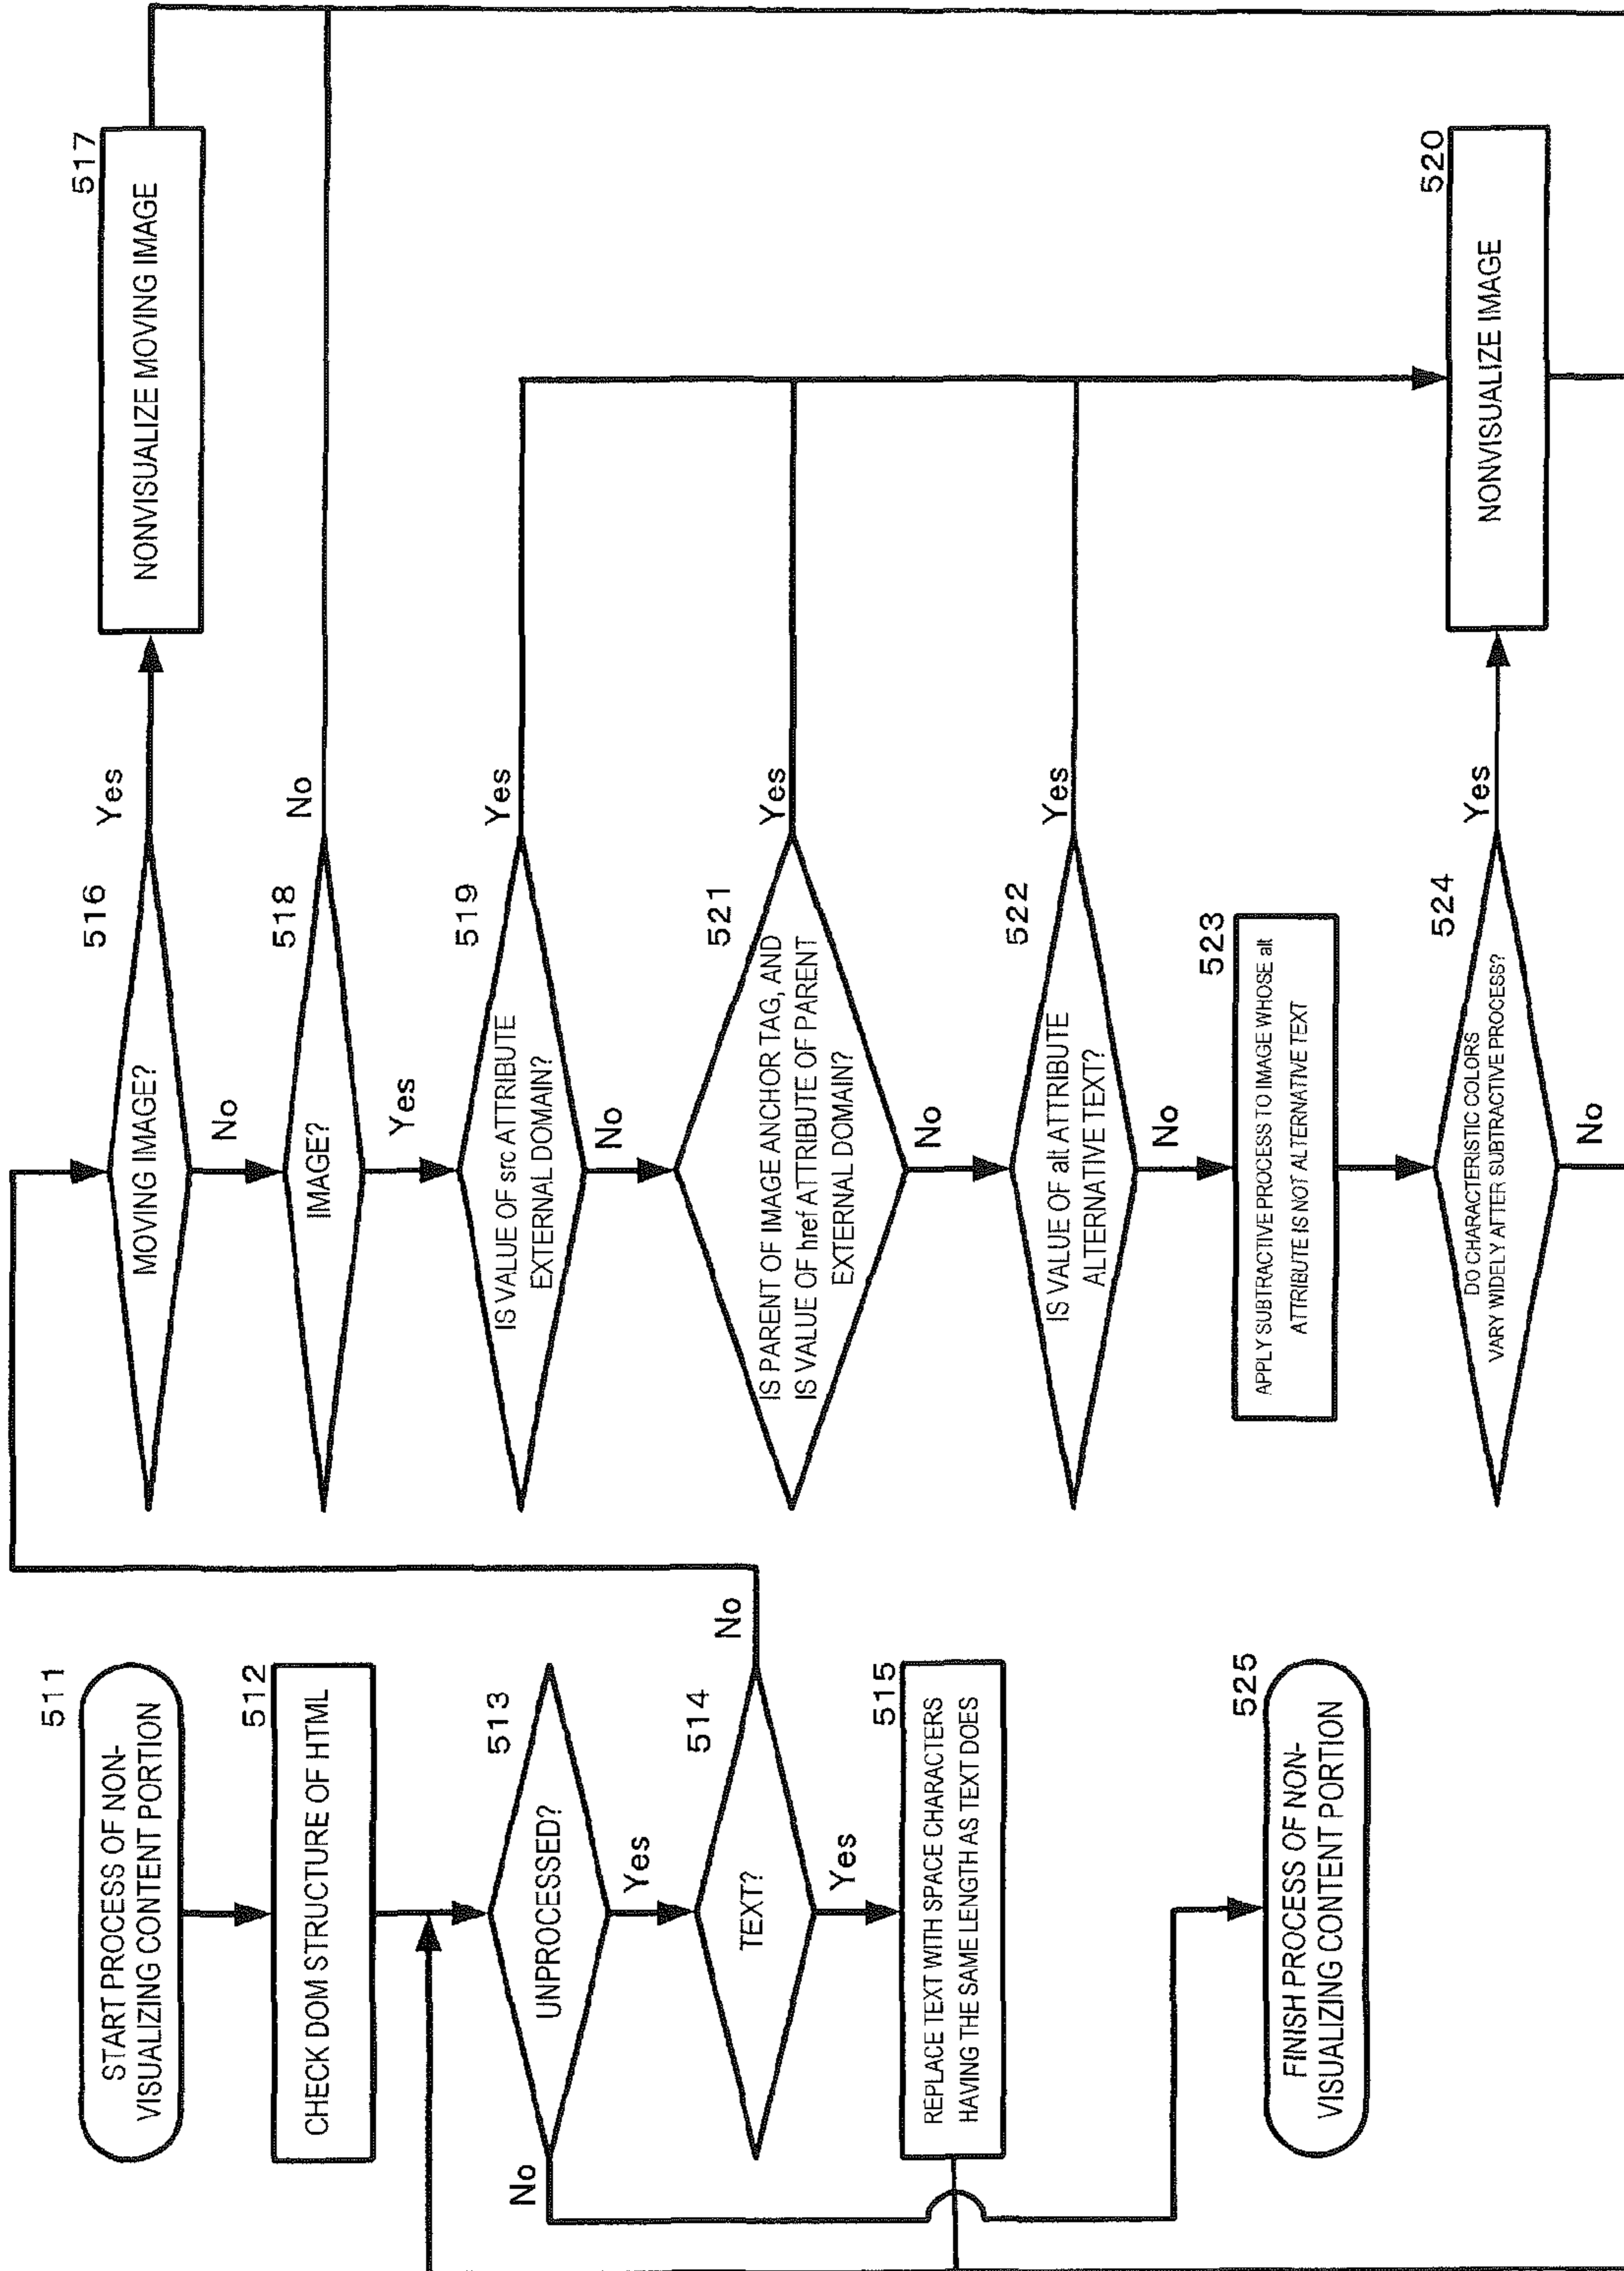 511
START PROCESS OF NON-
VISUALIZING CONTENT PORTION
512
CHECK DOM STRUCTURE OF HTML
513
UNPROCESSED?
No
Yes
514
TEXT?
No
Yes
515
REPLACE TEXT WITH SPACE CHARACTERS
HAVING THE SAME LENGTH AS TEXT DOES
525
FINISH PROCESS OF NON-
VISUALIZING CONTENT PORTION
516
MOVING IMAGE?
Yes
No
517
NONVISUALIZE MOVING IMAGE
518
IMAGE?
No
Yes
519
IS VALUE OF src ATTRIBUTE
EXTERNAL DOMAIN?
Yes
No
521
IS PARENT OF IMAGE ANCHOR TAG, AND
IS VALUE OF href ATTRIBUTE OF PARENT
EXTERNAL DOMAIN?
Yes
No
522
IS VALUE OF alt ATTRIBUTE
ALTERNATIVE TEXT?
Yes
No
523
APPLY SUBTRACTIVE PROCESS TO IMAGE WHOSE alt
ATTRIBUTE IS NOT ALTERNATIVE TEXT
524
DO CHARACTERISTIC COLORS
VARY WIDELY AFTER SUBTRACTIVE PROCESS?
Yes
No
520
NONVISUALIZE IMAGE